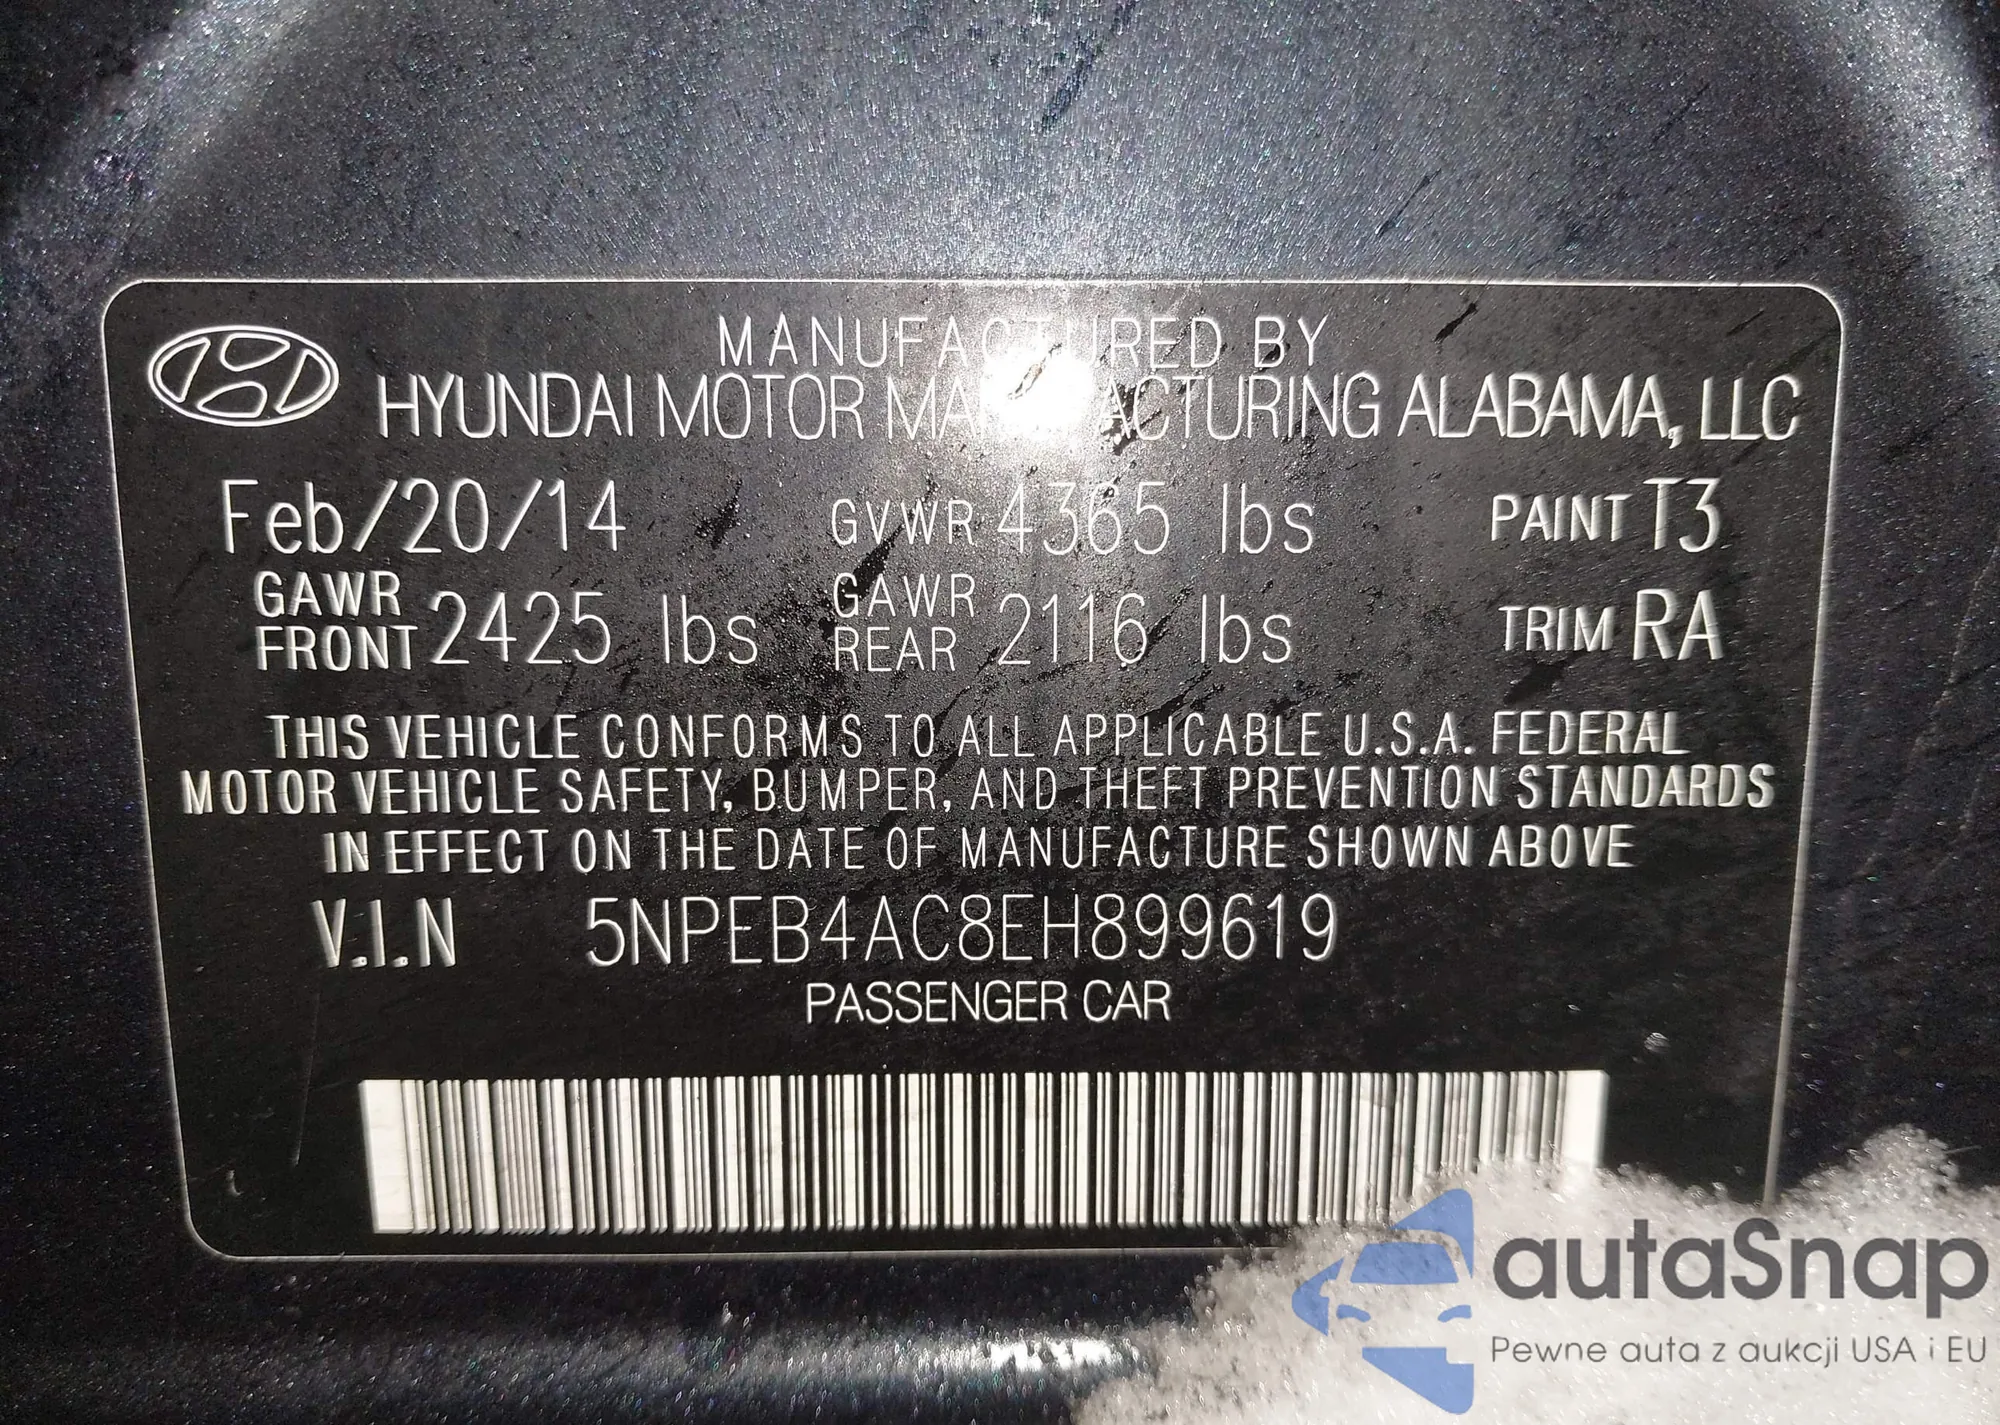 MANUFACTURED BY
HYUNDAI MOTOR MANUFACTURING ALABAMA, LLC
Feb/20/14 GVWR 4365 lbs PAINT T3
GAWR FRONT 2425 lbs GAWR REAR 2116 lbs TRIM RA
THIS VEHICLE CONFORMS TO ALL APPLICABLE U.S.A. FEDERAL
MOTOR VEHICLE SAFETY, BUMPER, AND THEFT PREVENTION STANDARDS
IN EFFECT ON THE DATE OF MANUFACTURE SHOWN ABOVE
V.I.N 5NPEB4AC8EH899619
PASSENGER CAR
autaSnap
Pewne auta z aukcji USA i EU